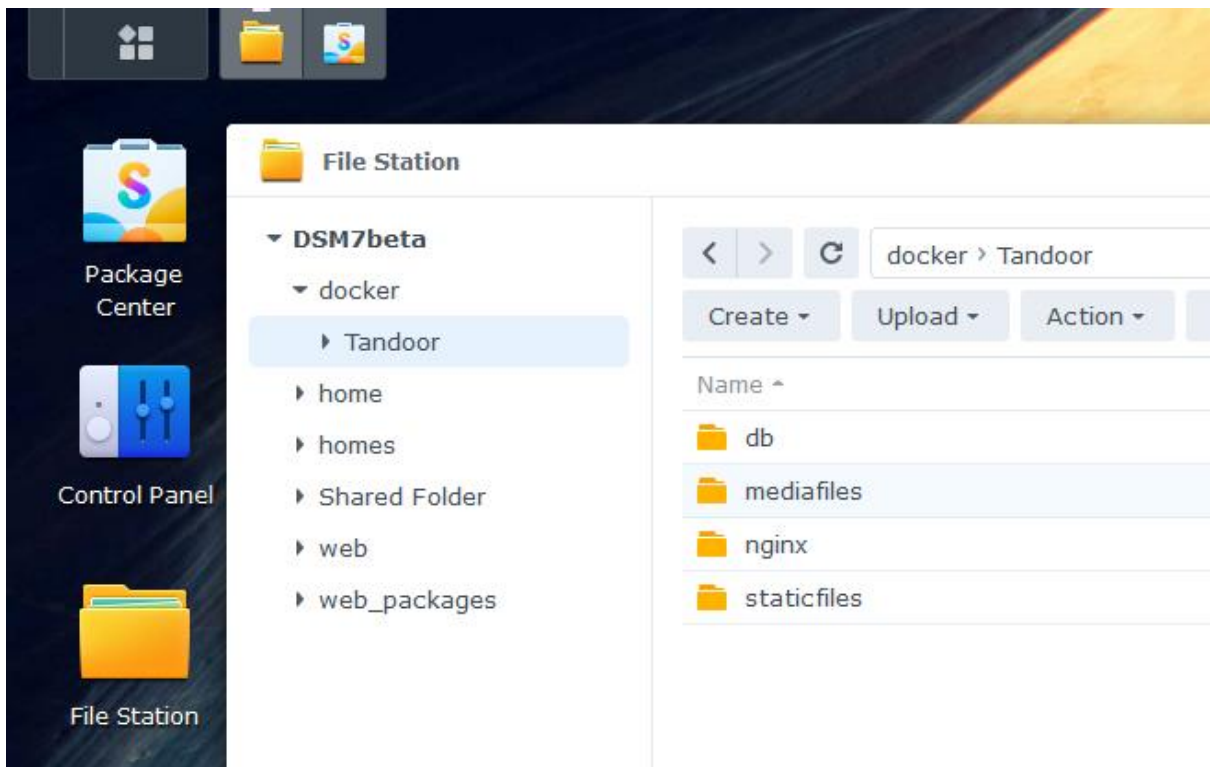 File Station
Package
Center
Control Panel
File Station
DSM7beta
docker
Tandoor
home
homes
Shared Folder
web
web_packages
docker > Tandoor
Create
Upload
Action
Name
db
mediafiles
nginx
staticfiles